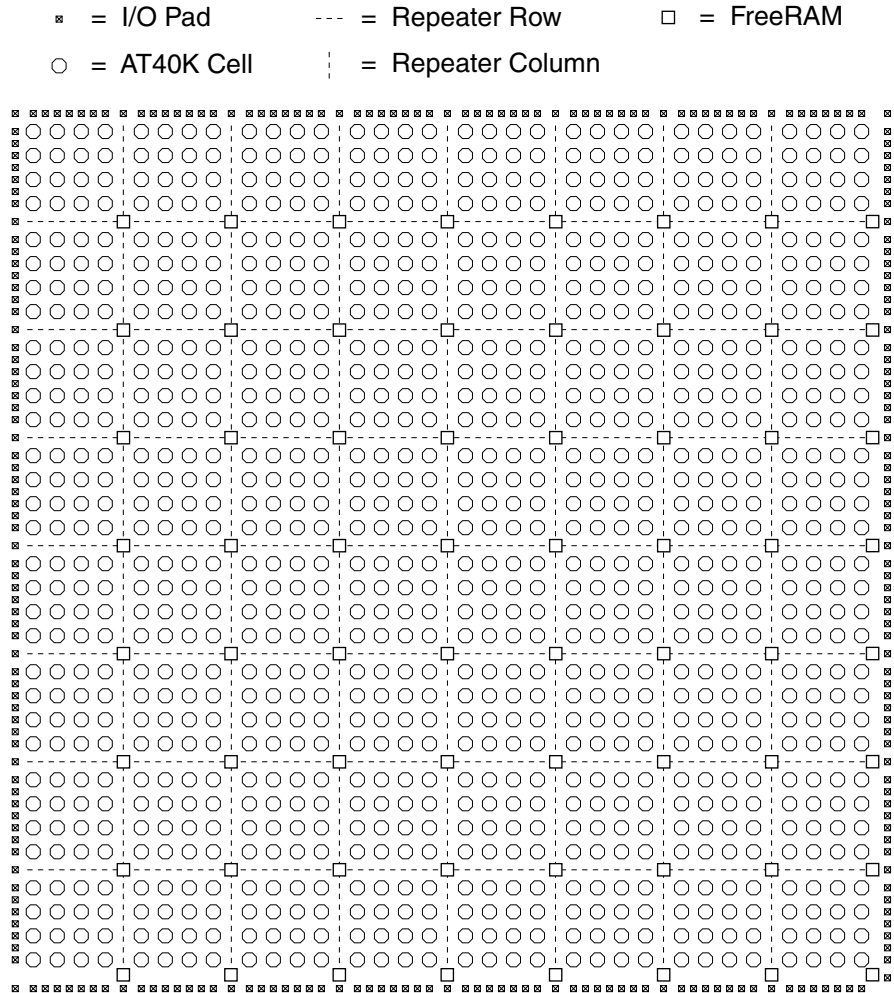 = I/O Pad --- = Repeater Row = FreeRAM
= AT40K Cell = Repeater Column